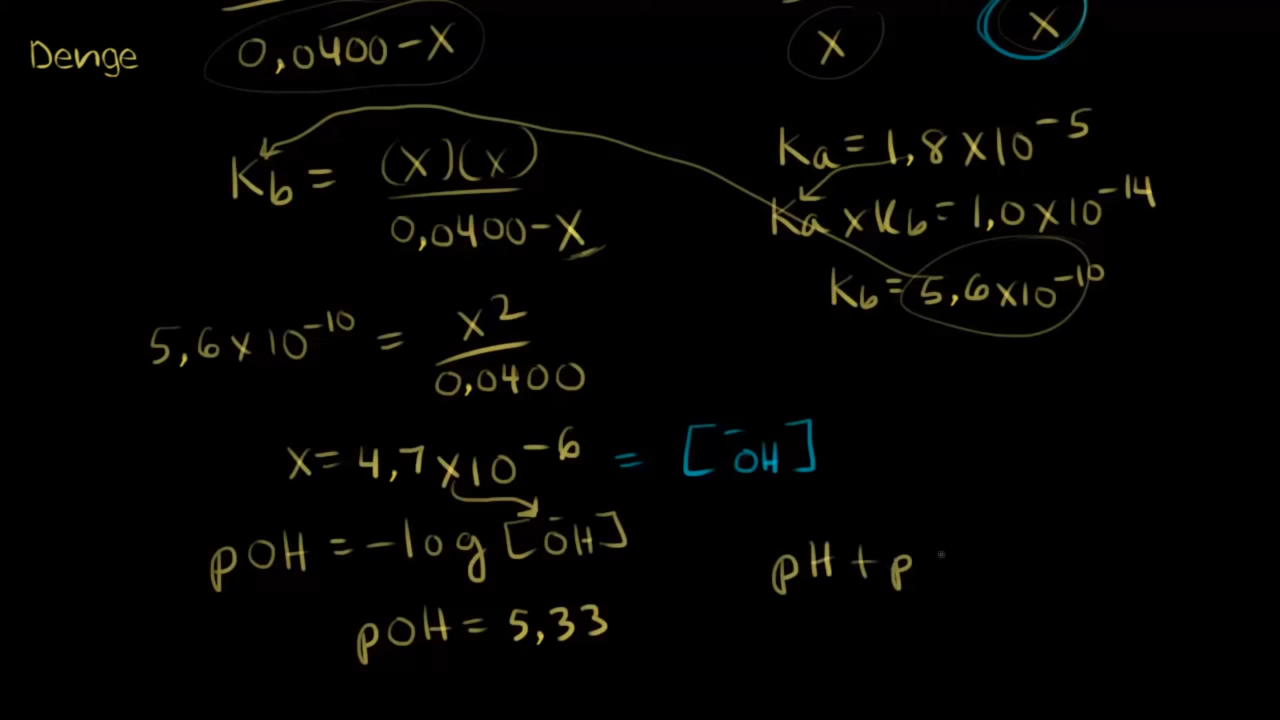 Denge 0,0400-X X X
Kb = (X)(X) / 0,0400-X
Ka = 1,8 x 10^-5
Ka x Kb = 1,0 x 10^-14
Kb = 5,6 x 10^-10
5,6 x 10^-10 = X^2 / 0,0400
X = 4,7 x 10^-6 = [⁻OH]
pOH = -log [⁻OH]
pOH = 5,33
pH + p